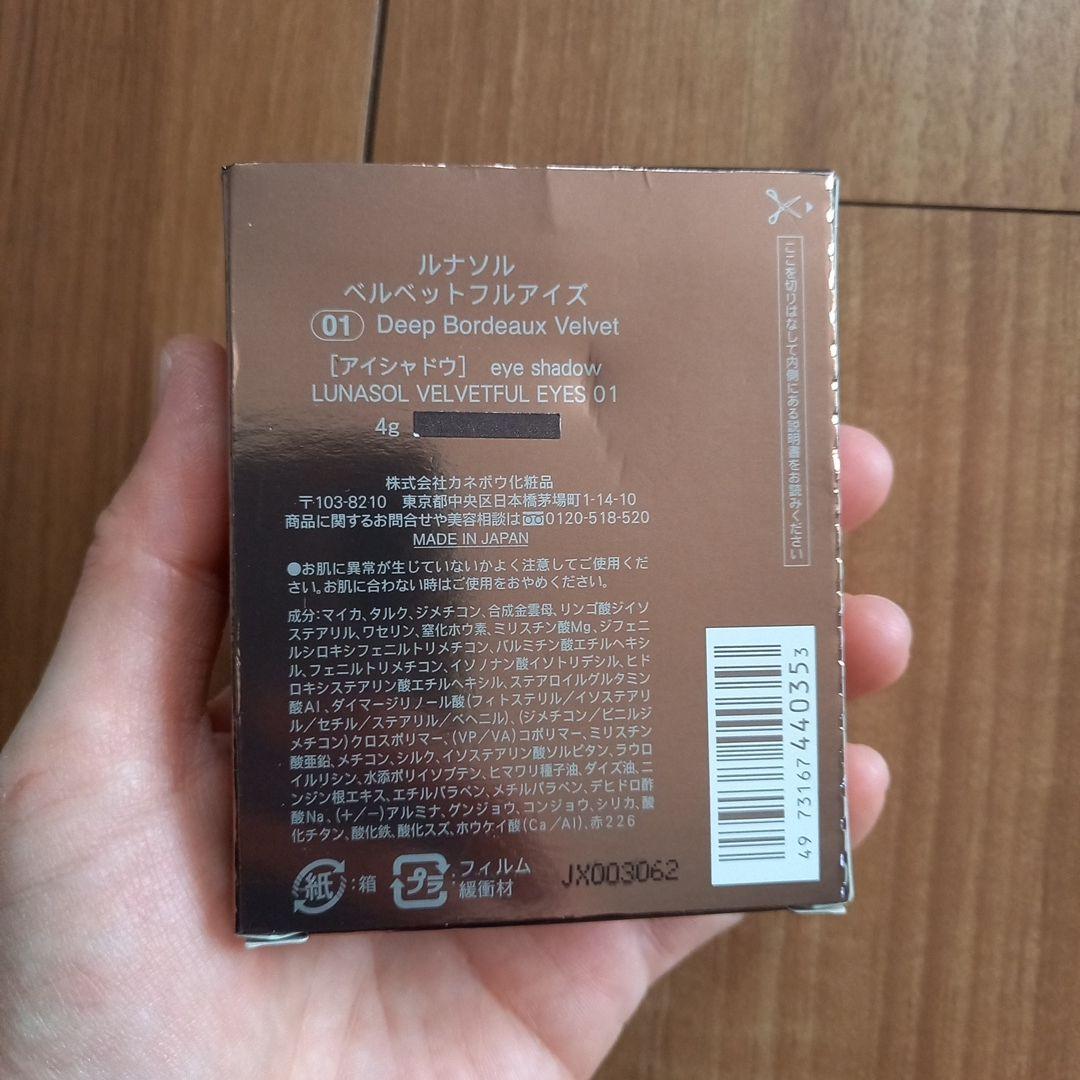 ルナソル
ベルベットフルアイズ
01 Deep Bordeaux Velvet
［アイシャドウ］ eye shadow
LUNASOL VELVETFUL EYES 01
4g
株式会社カネボウ化粧品
〒103-8210 東京都中央区日本橋茅場町1-14-10
商品に関するお問合せや美容相談は0120-518-520
MADE IN JAPAN
●お肌に異常が生じていないかよく注意してご使用くだ
さい。お肌に合わない時はご使用をおやめください。
成分：マイカ、タルク、ジメチコン、合成金雲母、リンゴ酸ジイソ
ステアリル、ワセリン、窒化ホウ素、ミリスチン酸Mg、ジフェニ
ルシロキシフェニルトリメチコン、パルミチン酸エチルヘキシ
ル、フェニルトリメチコン、イソノナン酸イソトリデシル、ヒド
ロキシステアリン酸エチルヘキシル、ステアロイルグルタミン
酸Al、ダイマージリノール酸（フィトステリル／イソステアリ
ル／セチル／ステアリル／ベヘニル）、（ジメチコン／ビニルジ
メチコン）クロスポリマー、（VP／VA）コポリマー、ミリスチン
酸亜鉛、メチコン、シルク、イソステアリン酸ソルビタン、ラウロ
イルリシン、水添ポリイソブテン、ヒマワリ種子油、ダイズ油、ニ
ンジン根エキス、エチルパラベン、メチルパラベン、デヒドロ酢
酸Na、（＋／－）アルミナ、グンジョウ、コンジョウ、シリカ、酸
化チタン、酸化鉄、酸化スズ、ホウケイ酸（Ca／Al）、赤226
紙：箱
プラ：フィルム
緩衝材
JX003062
ここを切りはなして内側にある説明書をお読みください
4973167440353